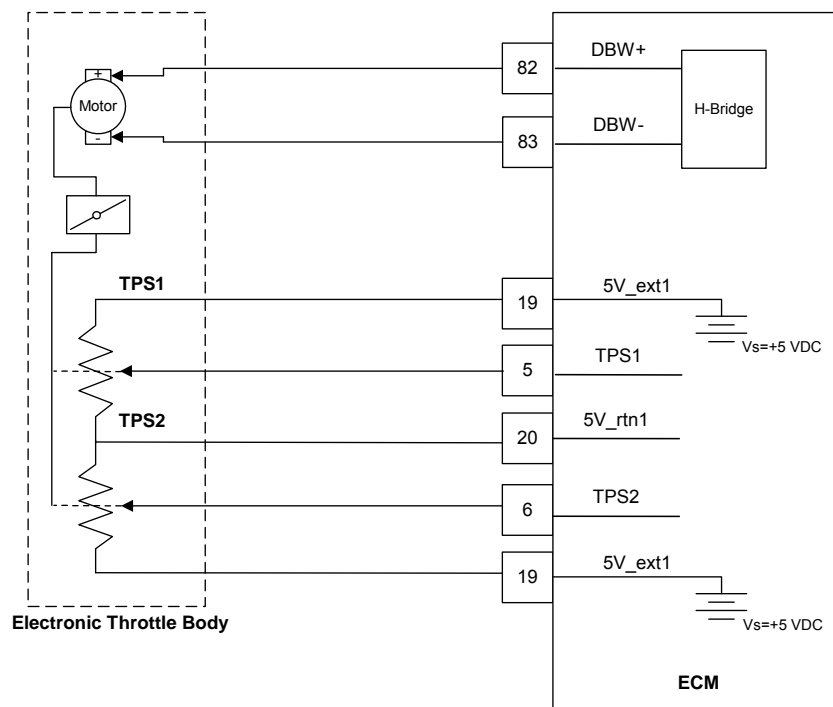 +
Motor
-
82
DBW+
H-Bridge
83
DBW-
TPS1
19
5V_ext1
Vs=+5 VDC
5
TPS1
TPS2
20
5V_rtn1
6
TPS2
19
5V_ext1
Vs=+5 VDC
Electronic Throttle Body
ECM